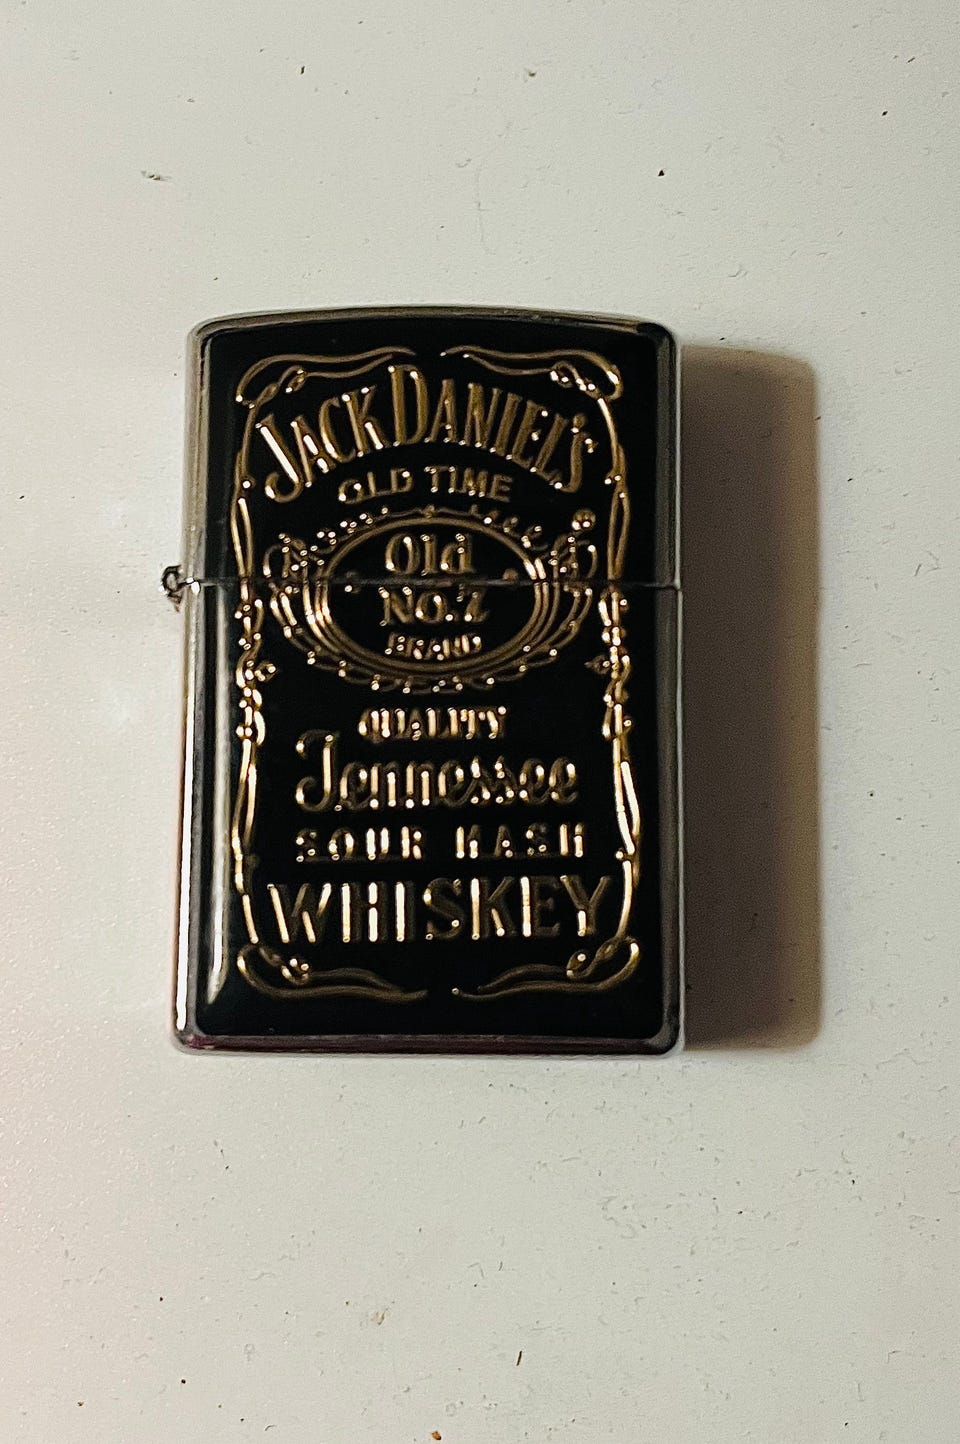 JACK DANIEL'S
OLD TIME
Old
NO.7
BRAND
QUALITY
Tennessee
SOUR MASH
WHISKEY